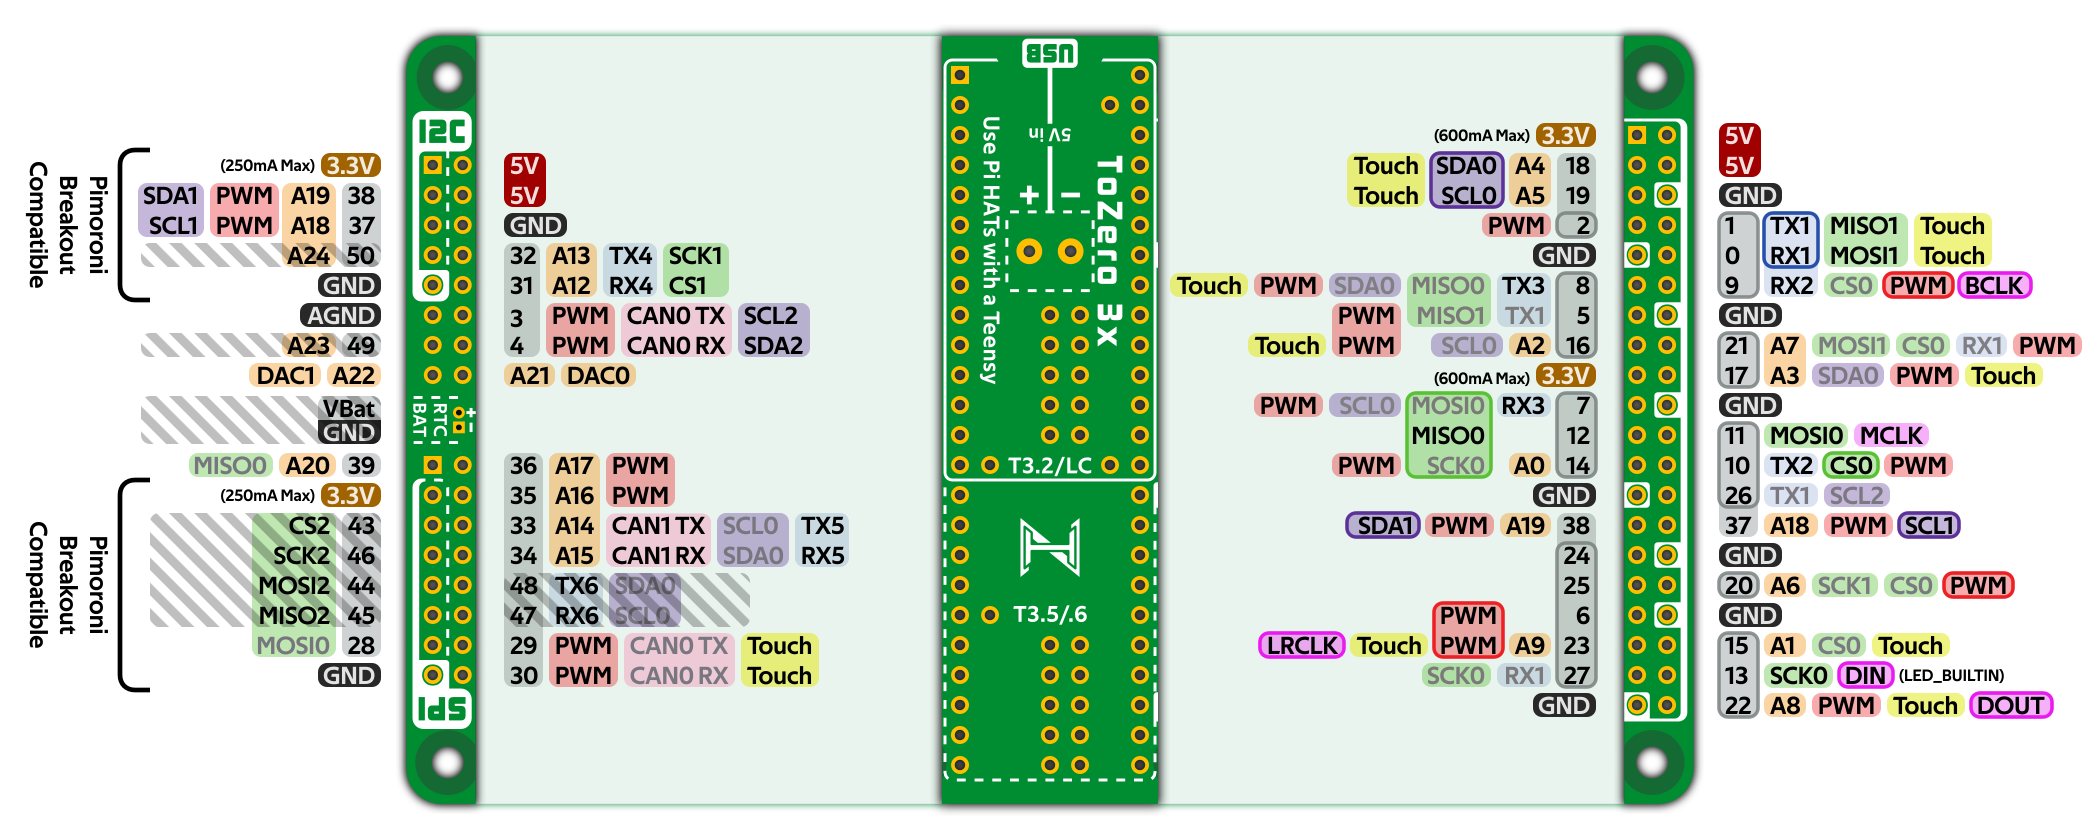 Pimoroni
Breakout
Compatible
(250mA Max) 3.3V
SDA1 PWM A19 38
SCL1 PWM A18 37
A24 50
GND
AGND
A23 49
DAC1 A22
VBat
GND
MISO0 A20 39
Pimoroni
Breakout
Compatible
(250mA Max) 3.3V
CS2 43
SCK2 46
MOSI2 44
MISO2 45
MOSI0 28
GND
I2C
RTC
BAT
+
-
SPI
5V
5V
GND
32 A13 TX4 SCK1
31 A12 RX4 CS1
3 PWM CAN0 TX SCL2
4 PWM CAN0 RX SDA2
A21 DAC0
36 A17 PWM
35 A16 PWM
33 A14 CAN1 TX SCL0 TX5
34 A15 CAN1 RX SDA0 RX5
48 TX6 SDA0
47 RX6 SCL0
29 PWM CAN0 TX Touch
30 PWM CAN0 RX Touch
USB
5V in
+ -
Use Pi HATs with a Teensy
ToZero 3x
T3.2/LC
T3.5/.6
(600mA Max) 3.3V
Touch SDA0 A4 18
Touch SCL0 A5 19
PWM 2
GND
Touch PWM SDA0 MISO0 TX3 8
PWM MISO1 TX1 5
Touch PWM SCL0 A2 16
(600mA Max) 3.3V
PWM SCL0 MOSI0 RX3 7
MISO0 12
PWM SCK0 A0 14
GND
SDA1 PWM A19 38
24
25
PWM 6
LRCLK Touch PWM A9 23
SCK0 RX1 27
GND
5V
5V
GND
1 TX1 MISO1 Touch
0 RX1 MOSI1 Touch
9 RX2 CS0 PWM BCLK
GND
21 A7 MOSI1 CS0 RX1 PWM
17 A3 SDA0 PWM Touch
GND
11 MOSI0 MCLK
10 TX2 CS0 PWM
26 TX1 SCL2
37 A18 PWM SCL1
GND
20 A6 SCK1 CS0 PWM
GND
15 A1 CS0 Touch
13 SCK0 DIN (LED_BUILTIN)
22 A8 PWM Touch DOUT